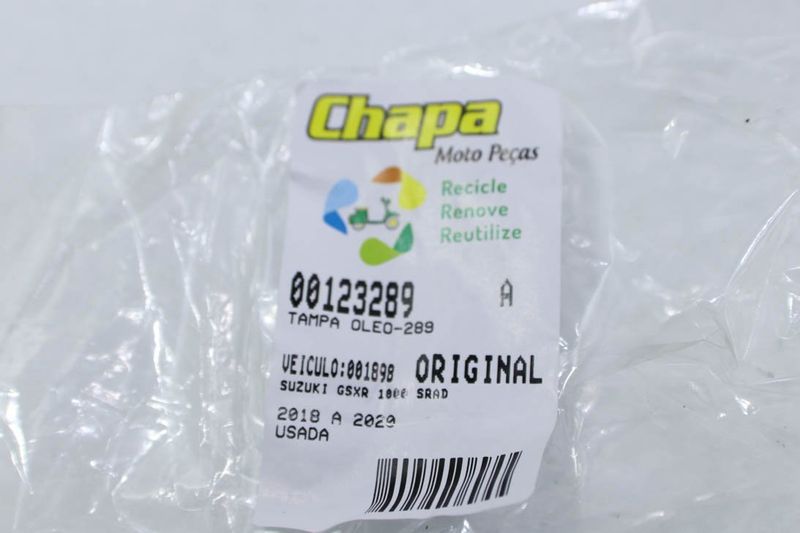 Chapa
Moto Peças
Recicle
Renove
Reutilize
00123289 A
TAMPA OLEO-289
VEICULO:001898 ORIGINAL
SUZUKI GSXR 1000 SRAD
2018 A 2020
USADA